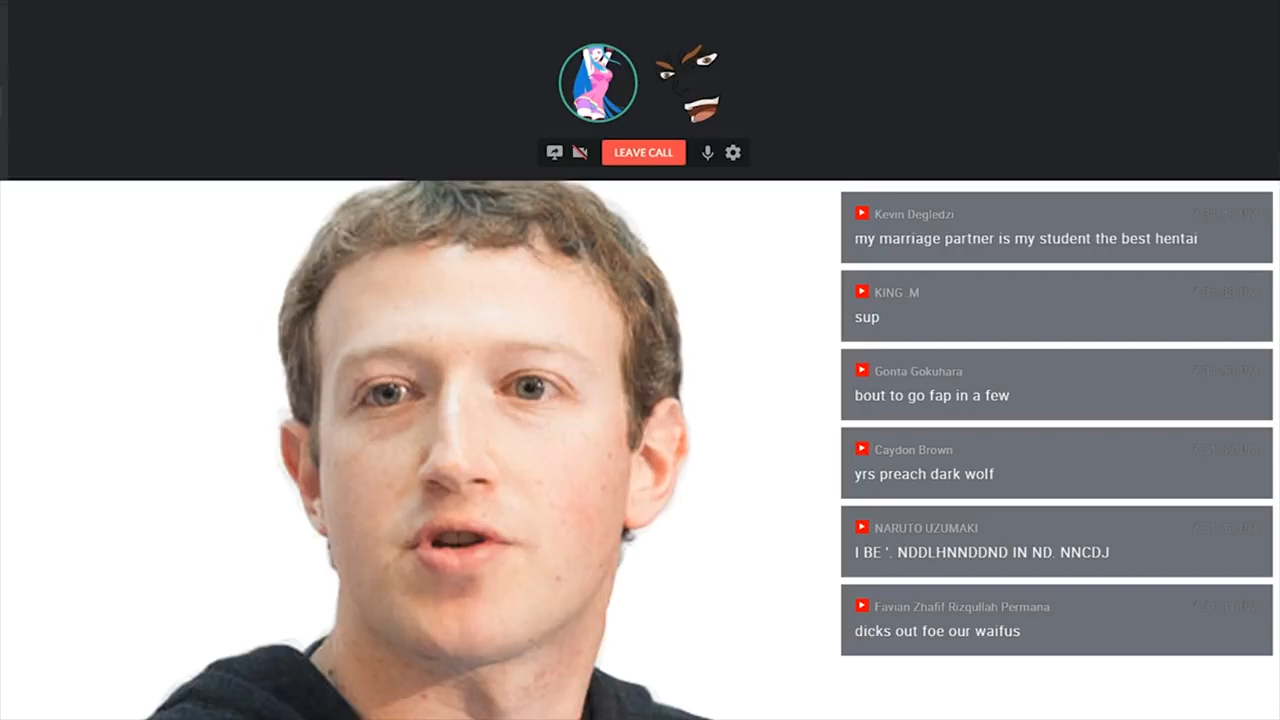 LEAVE CALL
Kevin Degledzi
my marriage partner is my student the best hentai
KING .M
sup
Gonta Gokuhara
bout to go fap in a few
Caydon Brown
yrs preach dark wolf
NARUTO UZUMAKI
I BE '. NDDLHNNDDND IN ND. NNCDJ
Favian Zhafif Rizqullah Permana
dicks out foe our waifus